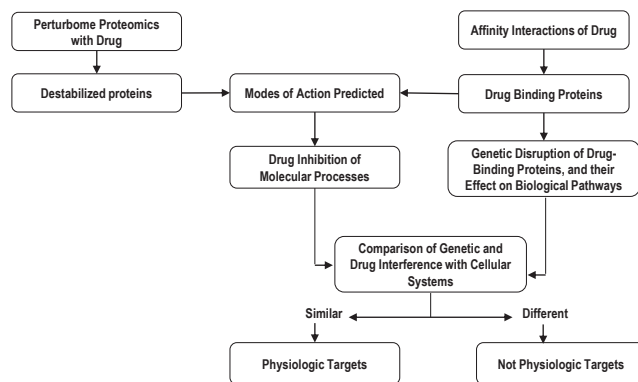 Perturbome Proteomics
with Drug
Affinity Interactions of Drug
Destabilized proteins
Modes of Action Predicted
Drug Binding Proteins
Drug Inhibition of
Molecular Processes
Genetic Disruption of Drug-
Binding Proteins, and their
Effect on Biological Pathways
Comparison of Genetic and
Drug Interference with Cellular
Systems
Similar
Different
Physiologic Targets
Not Physiologic Targets